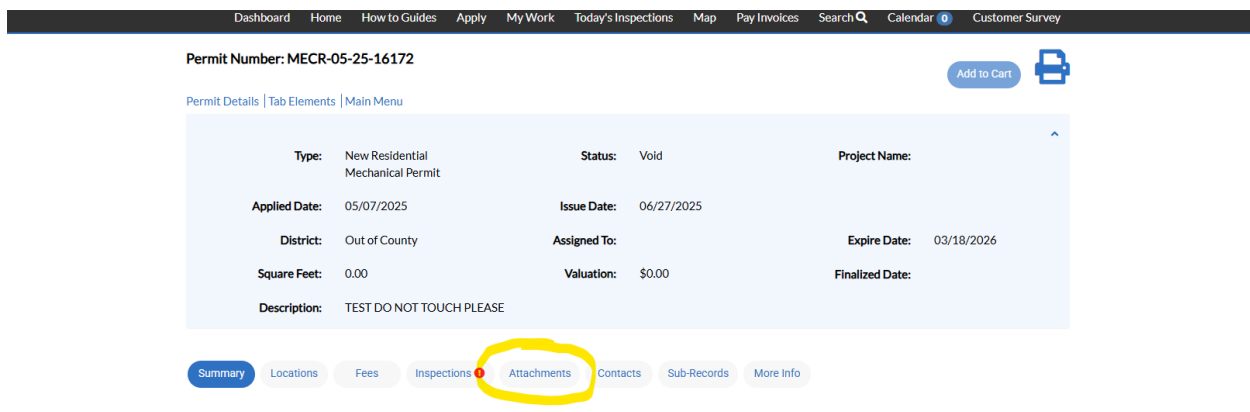 Dashboard Home How to Guides Apply My Work Today's Inspections Map Pay Invoices Search Calendar 0 Customer Survey
Permit Number: MECR-05-25-16172
Add to Cart
Permit Details | Tab Elements | Main Menu
Type: New Residential Mechanical Permit Status: Void Project Name:
Applied Date: 05/07/2025 Issue Date: 06/27/2025
District: Out of County Assigned To: Expire Date: 03/18/2026
Square Feet: 0.00 Valuation: $0.00 Finalized Date:
Description: TEST DO NOT TOUCH PLEASE
Summary Locations Fees Inspections 1 Attachments Contacts Sub-Records More Info